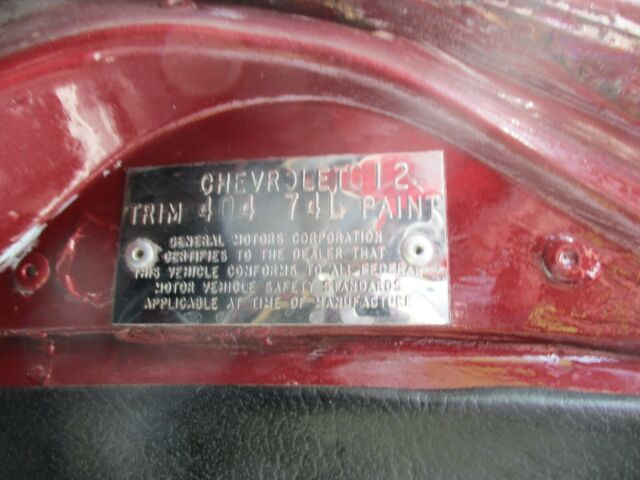 CHEVROLET G12
TRIM 404 74L PAINT
GENERAL MOTORS CORPORATION
CERTIFIES TO THE DEALER THAT
THIS VEHICLE CONFORMS TO ALL FEDERAL
MOTOR VEHICLE SAFETY STANDARDS
APPLICABLE AT TIME OF MANUFACTURE